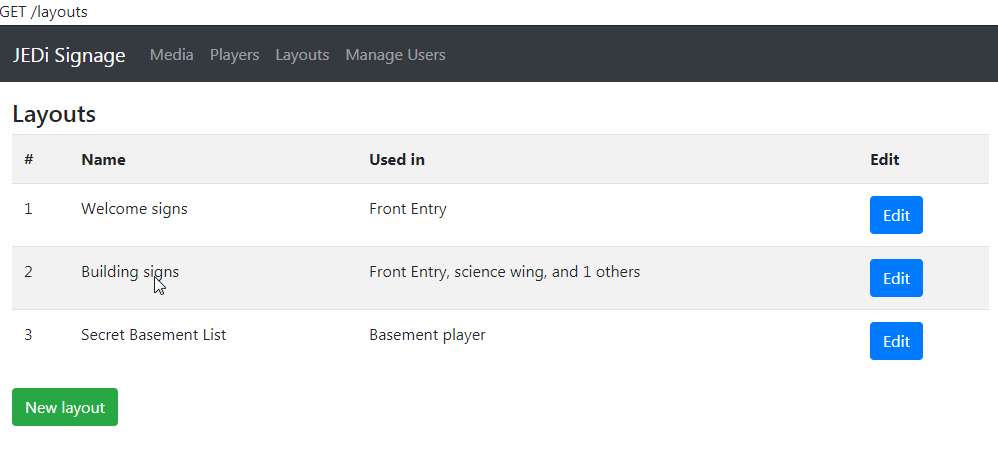 GET /layouts
JEDi Signage Media Players Layouts Manage Users
Layouts
# Name Used in Edit
1 Welcome signs Front Entry Edit
2 Building signs Front Entry, science wing, and 1 others Edit
3 Secret Basement List Basement player Edit
New layout